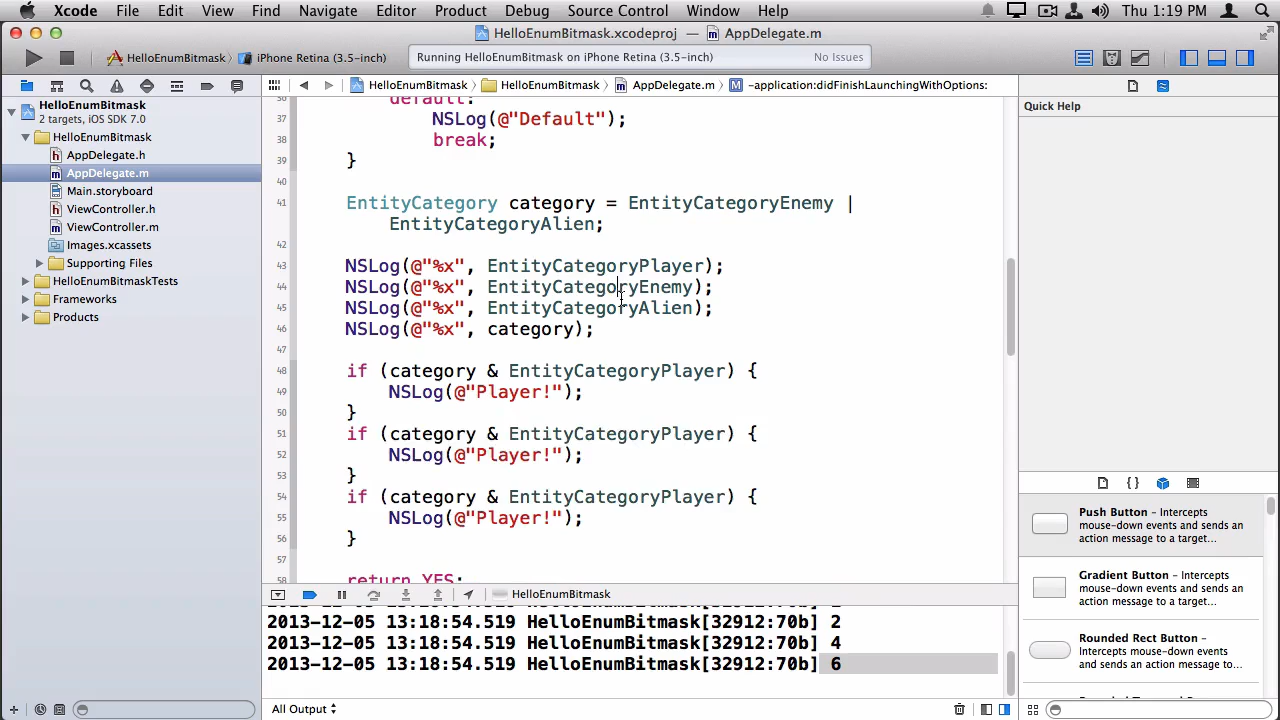 Xcode File Edit View Find Navigate Editor Product Debug Source Control Window Help Thu 1:19 PM
HelloEnumBitmask.xcodeproj — AppDelegate.m
HelloEnumBitmask iPhone Retina (3.5-inch) Running HelloEnumBitmask on iPhone Retina (3.5-inch) No Issues
HelloEnumBitmask HelloEnumBitmask AppDelegate.m M -application:didFinishLaunchingWithOptions:
HelloEnumBitmask
2 targets, iOS SDK 7.0
HelloEnumBitmask
h AppDelegate.h
m AppDelegate.m
Main.storyboard
h ViewController.h
m ViewController.m
Images.xcassets
Supporting Files
HelloEnumBitmaskTests
Frameworks
Products
default:
37 NSLog(@"Default");
38 break;
39 }
40
41 EntityCategory category = EntityCategoryEnemy |
EntityCategoryAlien;
42
43 NSLog(@"%x", EntityCategoryPlayer);
44 NSLog(@"%x", EntityCategoryEnemy);
45 NSLog(@"%x", EntityCategoryAlien);
46 NSLog(@"%x", category);
47
48 if (category & EntityCategoryPlayer) {
49 NSLog(@"Player!");
50 }
51 if (category & EntityCategoryPlayer) {
52 NSLog(@"Player!");
53 }
54 if (category & EntityCategoryPlayer) {
55 NSLog(@"Player!");
56 }
57
58 return YES;
HelloEnumBitmask
2013-12-05 13:18:54.519 HelloEnumBitmask[32912:70b] 2
2013-12-05 13:18:54.519 HelloEnumBitmask[32912:70b] 4
2013-12-05 13:18:54.519 HelloEnumBitmask[32912:70b] 6
All Output
Quick Help
Push Button – Intercepts
mouse-down events and sends an
action message to a target...
Gradient Button – Intercepts
mouse-down events and sends an
action message to a target...
Rounded Rect Button –
Intercepts mouse-down events
and sends an action message to...